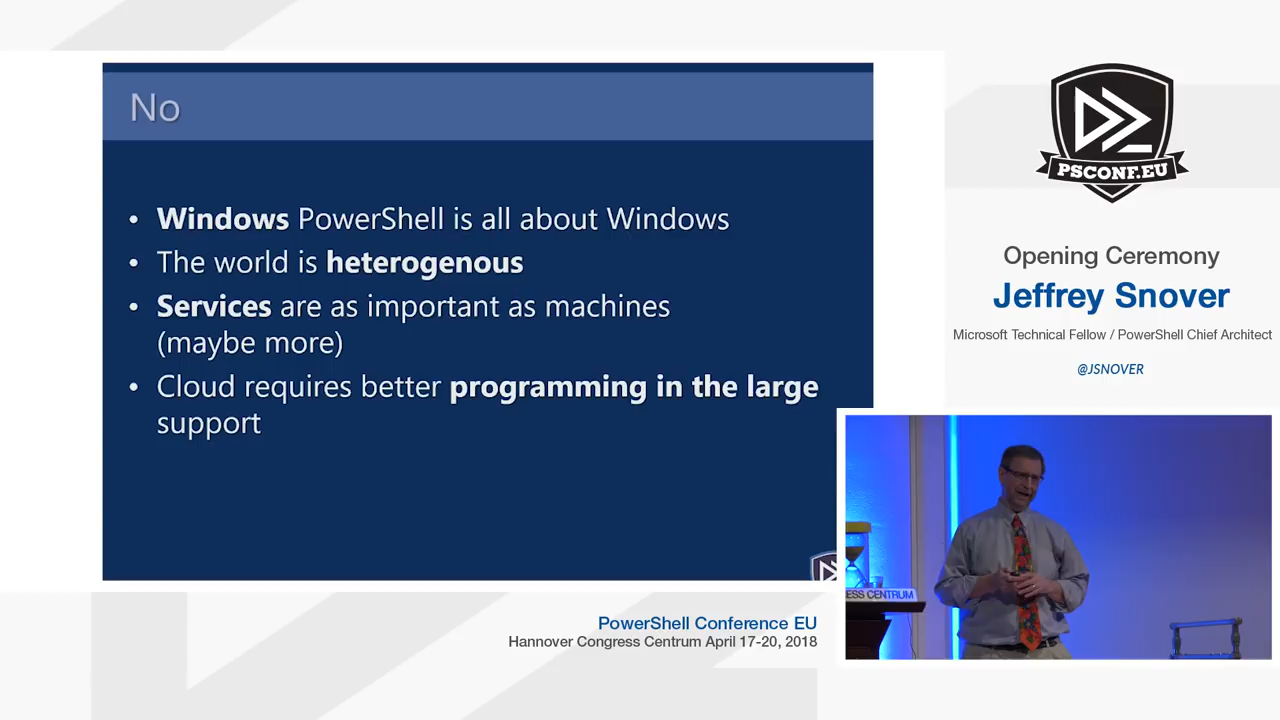 No
• Windows PowerShell is all about Windows
• The world is heterogenous
• Services are as important as machines
(maybe more)
• Cloud requires better programming in the large
support
PSCONF.EU
Opening Ceremony
Jeffrey Snover
Microsoft Technical Fellow / PowerShell Chief Architect
@JSNOVER
ESS CENTRUM
PowerShell Conference EU
Hannover Congress Centrum April 17-20, 2018